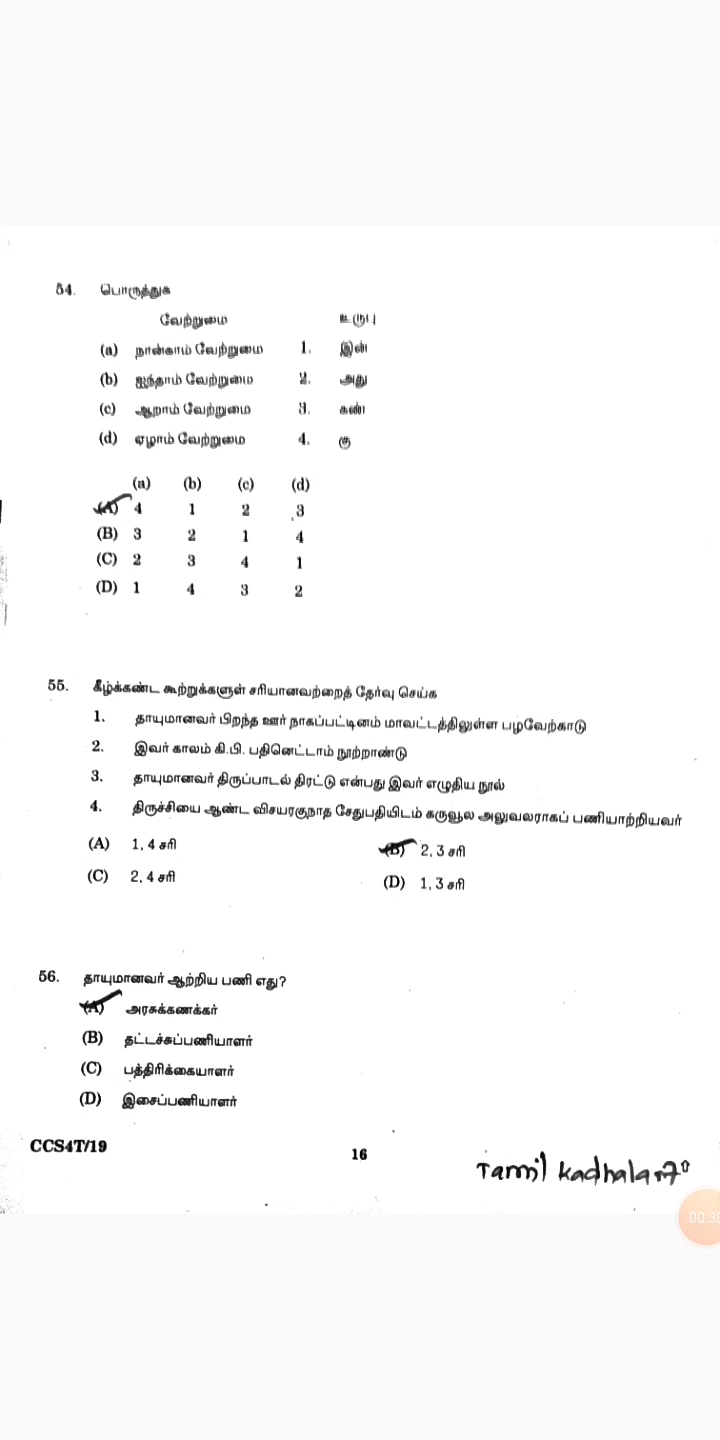 54. பொருத்துக
வேற்றுமை உருபு
(a) நான்காம் வேற்றுமை 1. இன்
(b) ஐந்தாம் வேற்றுமை 2. அது
(c) ஆறாம் வேற்றுமை 3. கண்
(d) ஏழாம் வேற்றுமை 4. கு
(a) (b) (c) (d)
(A) 4 1 2 3
(B) 3 2 1 4
(C) 2 3 4 1
(D) 1 4 3 2
55. கீழ்க்கண்ட கூற்றுக்களுள் சரியானவற்றைத் தேர்வு செய்க
1. தாயுமானவர் பிறந்த ஊர் நாகப்பட்டினம் மாவட்டத்திலுள்ள பழவேற்காடு
2. இவர் காலம் கி.பி. பதினெட்டாம் நூற்றாண்டு
3. தாயுமானவர் திருப்பாடல் திரட்டு என்பது இவர் எழுதிய நூல்
4. திருச்சியை ஆண்ட விசயரகுநாத சேதுபதியிடம் கருவூல அலுவலராகப் பணியாற்றியவர்
(A) 1, 4 சரி (B) 2, 3 சரி
(C) 2, 4 சரி (D) 1, 3 சரி
56. தாயுமானவர் ஆற்றிய பணி எது?
(A) அரசுக்கணக்கர்
(B) தட்டச்சுப்பணியாளர்
(C) பத்திரிக்கையாளர்
(D) இசைப்பணியாளர்
CCS4T/19 16
Tamil